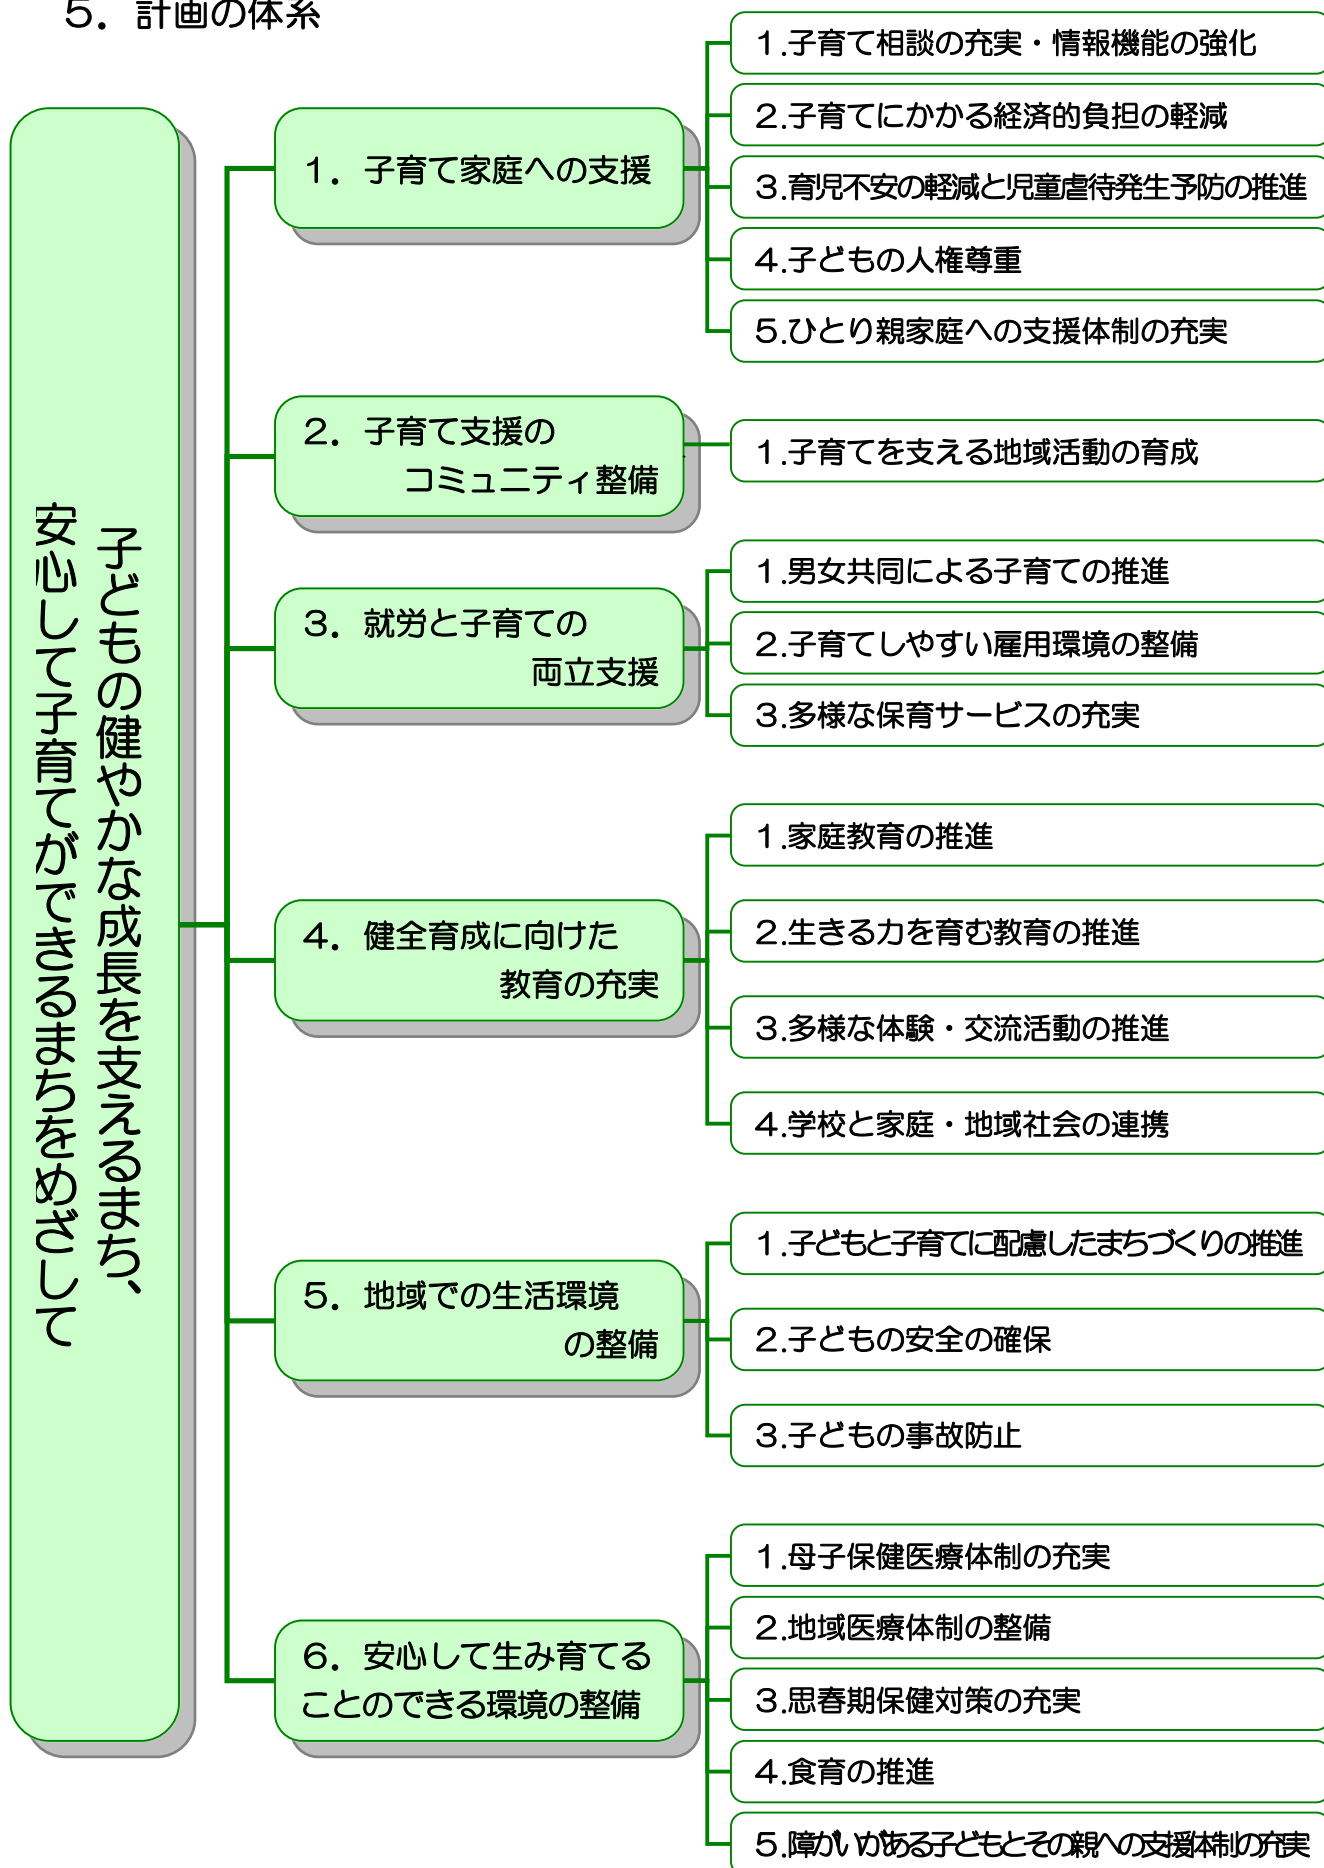 ５．計画の体系
子どもの健やかな成長を支えるまち、
安心して子育てができるまちをめざして
１．子育て家庭への支援
１.子育て相談の充実・情報機能の強化
２.子育てにかかる経済的負担の軽減
３.育児不安の軽減と児童虐待発生予防の推進
４.子どもの人権尊重
５.ひとり親家庭への支援体制の充実
２．子育て支援の
コミュニティ整備
１.子育てを支える地域活動の育成
３．就労と子育ての
両立支援
１.男女共同による子育ての推進
２.子育てしやすい雇用環境の整備
３.多様な保育サービスの充実
４．健全育成に向けた
教育の充実
１.家庭教育の推進
２.生きる力を育む教育の推進
３.多様な体験・交流活動の推進
４.学校と家庭・地域社会の連携
５．地域での生活環境
の整備
１.子どもと子育てに配慮したまちづくりの推進
２.子どもの安全の確保
３.子どもの事故防止
６．安心して生み育てる
ことのできる環境の整備
１.母子保健医療体制の充実
２.地域医療体制の整備
３.思春期保健対策の充実
４.食育の推進
５.障がいがある子どもとその親への支援体制の充実